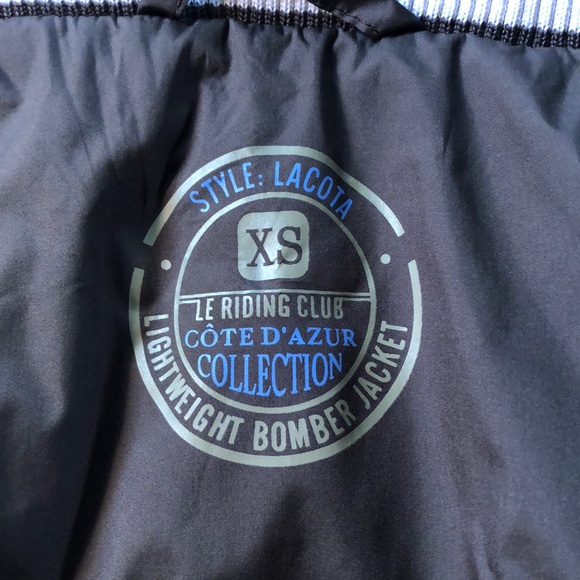 STYLE: LACOTA
XS
LE RIDING CLUB
CÔTE D'AZUR
COLLECTION
LIGHTWEIGHT BOMBER JACKET